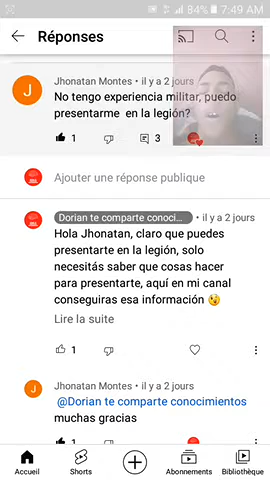 84% 7:49 AM
Réponses
Jhonatan Montes • il y a 2 jours
No tengo experiencia militar, puedo
presentarme en la legión?
1
3
Ajouter une réponse publique
Dorian te comparte conoci... • il y a 2 jours
Hola Jhonatan, claro que puedes
presentarte en la legión, solo
necesitás saber que cosas hacer
para presentarte, aquí en mi canal
conseguiras esa información
Lire la suite
1
Jhonatan Montes • il y a 2 jours
@Dorian te comparte conocimientos
muchas gracias
1
Accueil Shorts Abonnements Bibliothèque